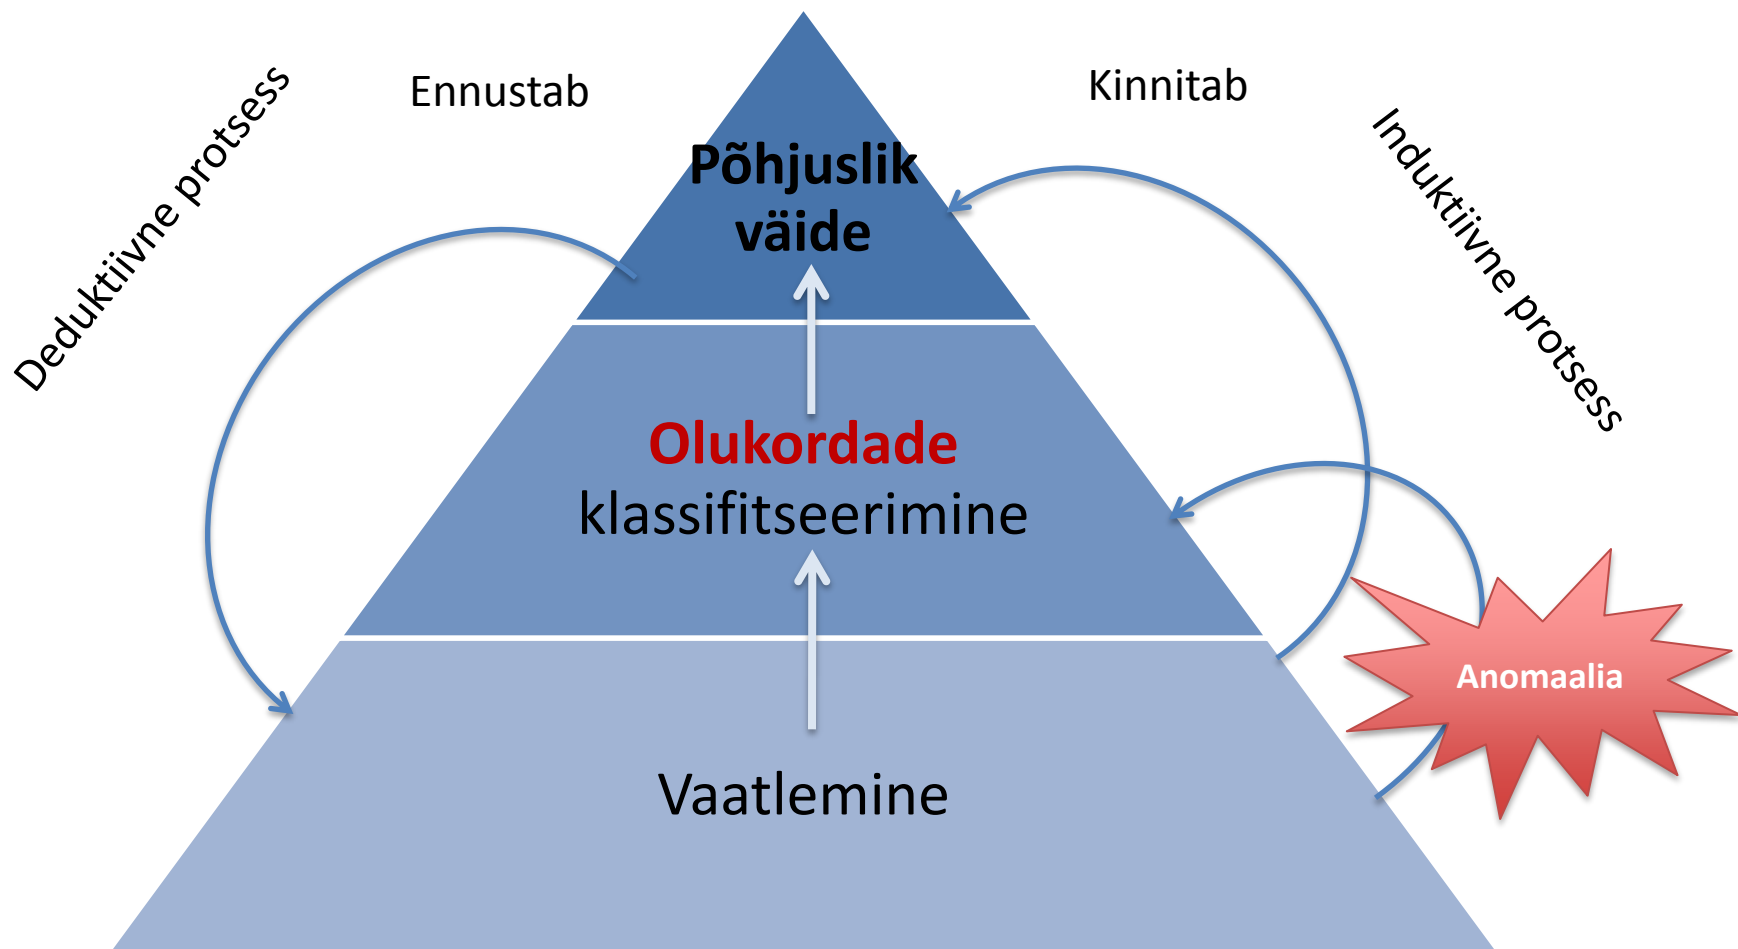 Deduktiivne protsess
Ennustab
Kinnitab
Induktiivne protsess
Põhjuslik
väide
Olukordade
klassifitseerimine
Anomaalia
Vaatlemine